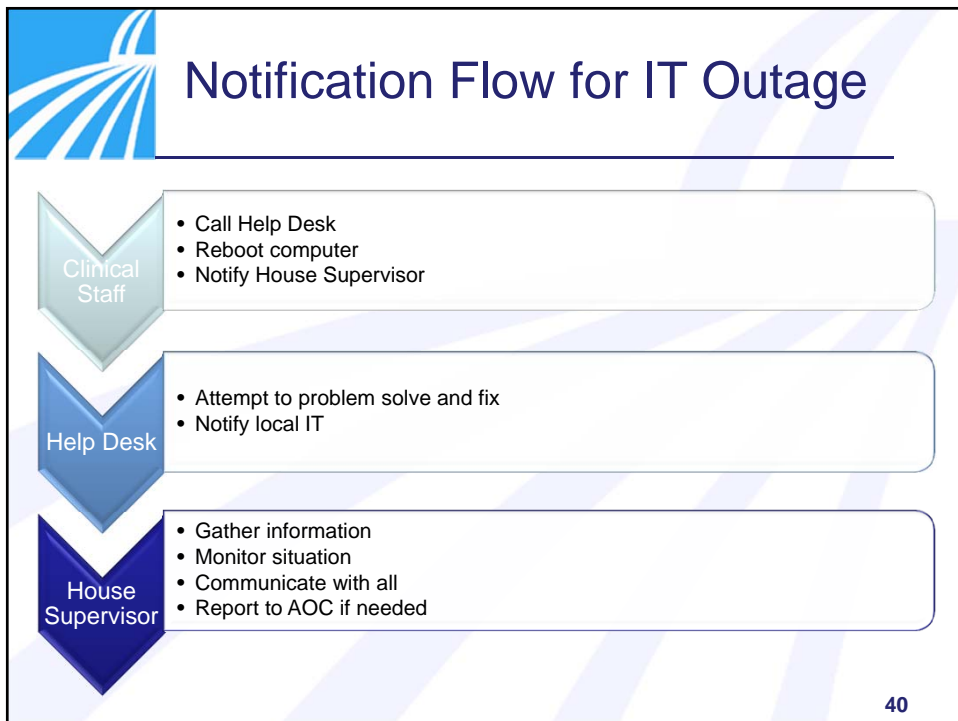 Notification Flow for IT Outage
Clinical
Staff
• Call Help Desk
• Reboot computer
• Notify House Supervisor
Help Desk
• Attempt to problem solve and fix
• Notify local IT
House
Supervisor
• Gather information
• Monitor situation
• Communicate with all
• Report to AOC if needed
40